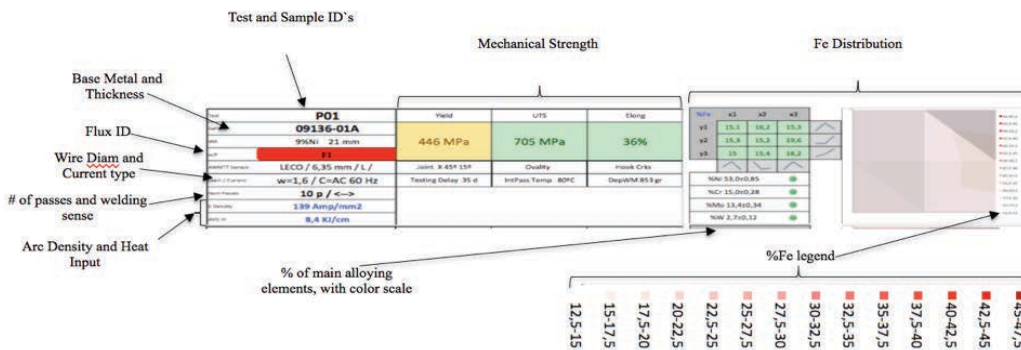 Test and Sample ID`s
Mechanical Strength
Fe Distribution
Base Metal and
Thickness
Flux ID
Wire Diam and
Current type
# of passes and welding
sense
Arc Density and Heat
Input
P01
09136-01A
9%Ni 21 mm
F1
LECO / 6,35 mm / L /
w=1,6 / C=AC 60 Hz
10 p / <-->
139 Amp/mm2
8,4 KJ/cm
Yield UTS Elong
446 MPa 705 MPa 36%
Joint X 45º 15º Quality Hook Crks
Testing Delay 35 d IntPass Temp 80ºC DepWM 853 gr
%Fe x1 x2 x3
y1 15,1 16,2 15,3
y2 15,3 15,2 19,6
y3 15 15,4 16,2
%Ni 53,0±0,85
%Cr 15,0±0,28
%Mo 13,4±0,34
%W 2,7±0,12
% of main alloying
elements, with color scale
%Fe legend
12,5-15
15-17,5
17,5-20
20-22,5
22,5-25
25-27,5
27,5-30
30-32,5
32,5-35
35-37,5
37,5-40
40-42,5
42,5-45
45-47,5